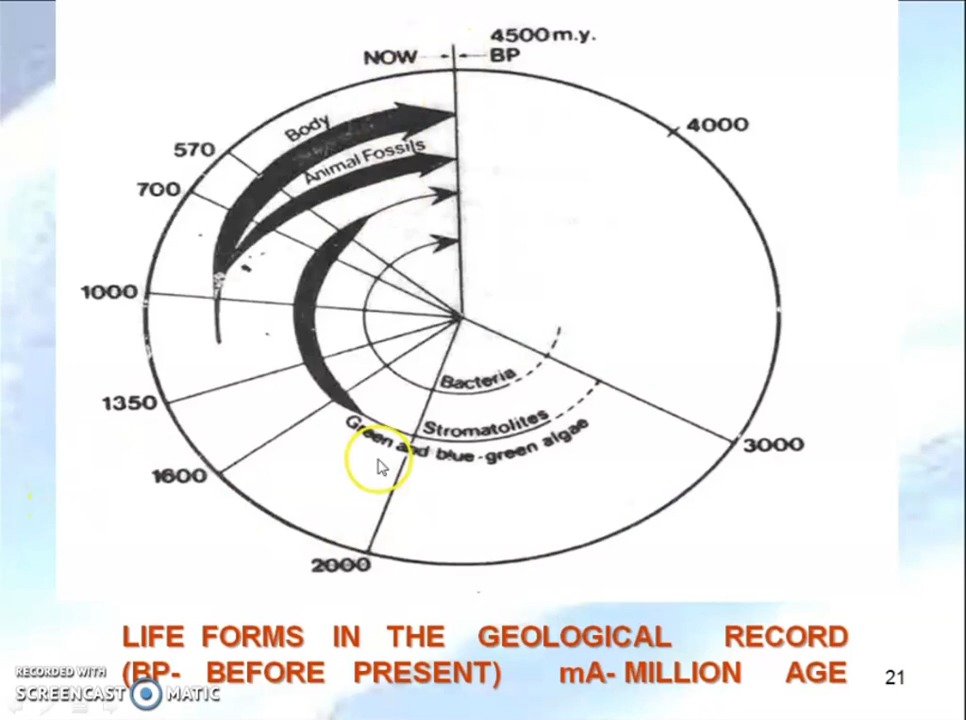 4500 m.y.
NOW BP
4000
Body
570
Animal Fossils
700
1000
Bacteria
1350
Stromatolites
Green and blue-green algae
3000
1600
2000
LIFE FORMS IN THE GEOLOGICAL RECORD
(BP- BEFORE PRESENT) mA- MILLION AGE
21
RECORDED WITH
SCREENCAST MATIC